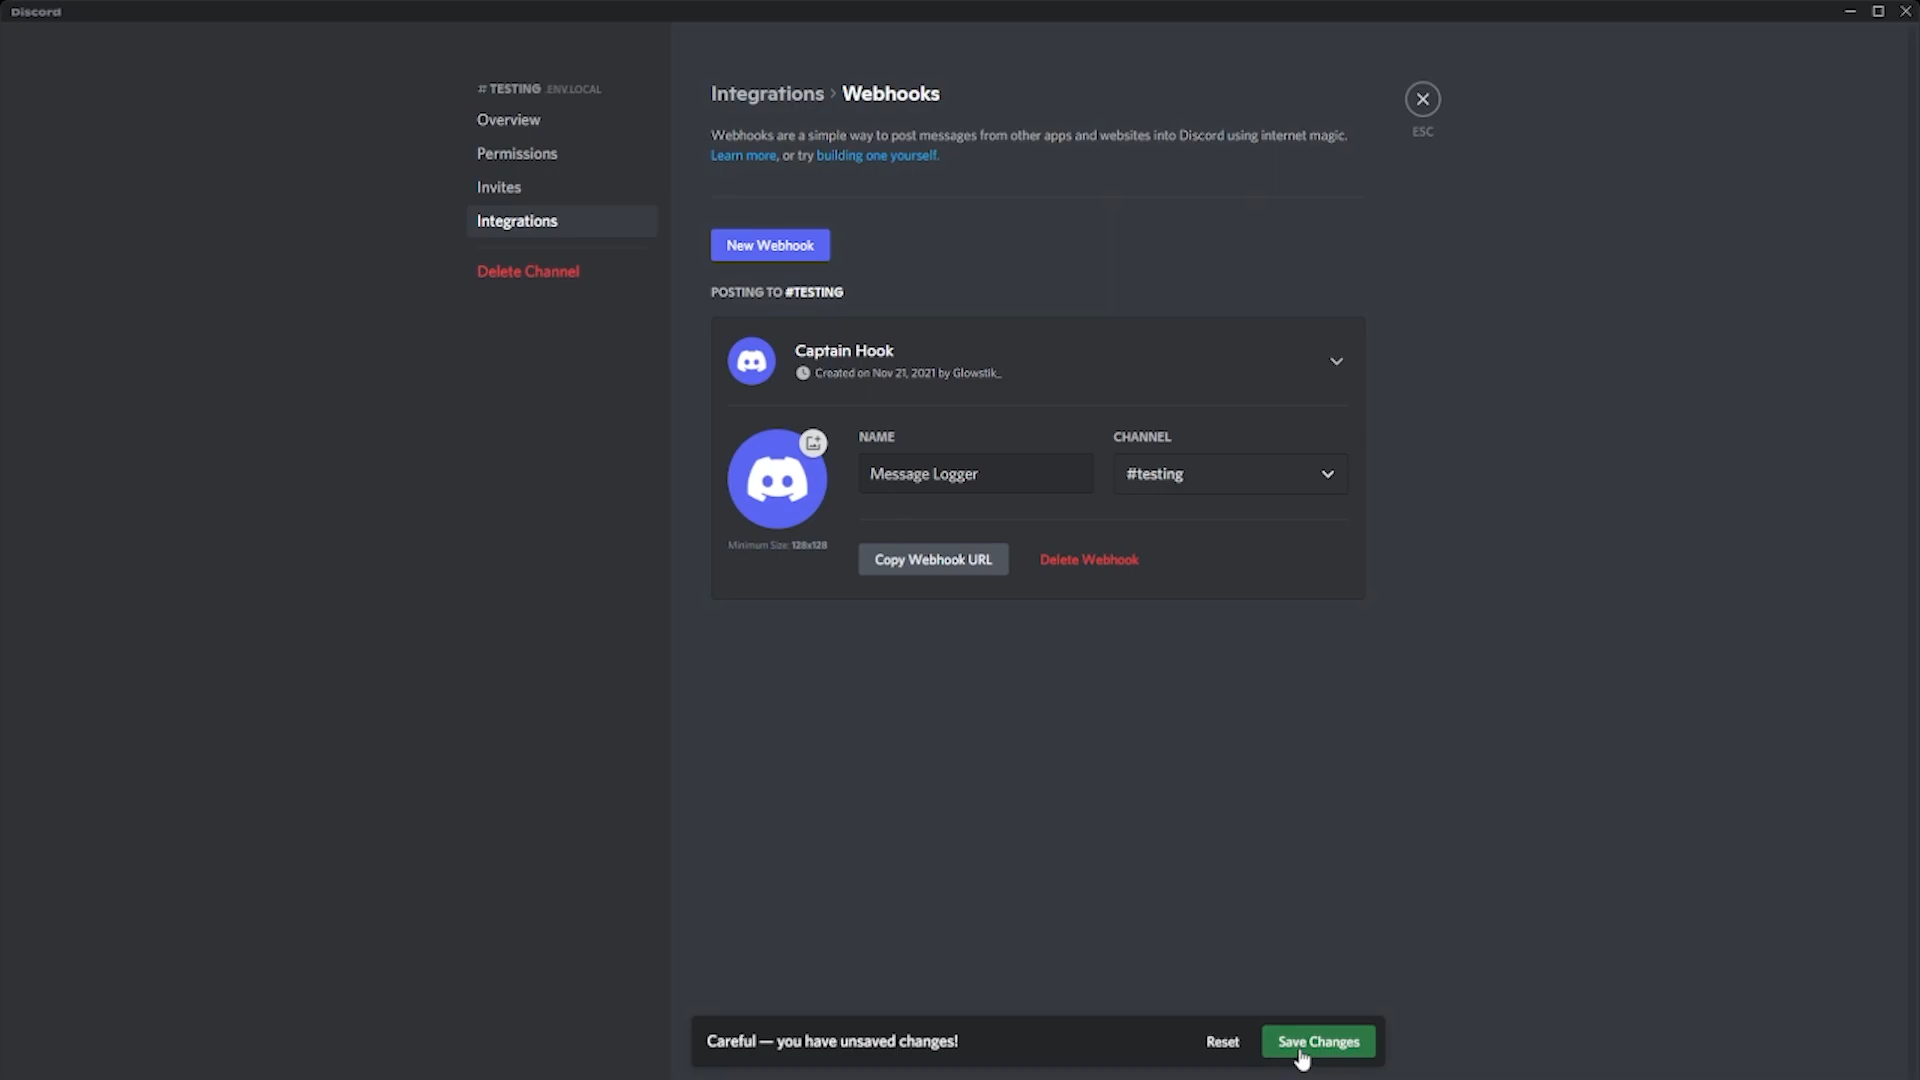 Discord
# TESTING ENV.LOCAL
Overview
Permissions
Invites
Integrations
Delete Channel
Integrations › Webhooks
Webhooks are a simple way to post messages from other apps and websites into Discord using internet magic.
Learn more, or try building one yourself.
ESC
New Webhook
POSTING TO #TESTING
Captain Hook
Created on Nov 21, 2021 by Glowstik_
NAME
CHANNEL
Message Logger
#testing
Minimum Size: 128x128
Copy Webhook URL
Delete Webhook
Careful — you have unsaved changes!
Reset
Save Changes